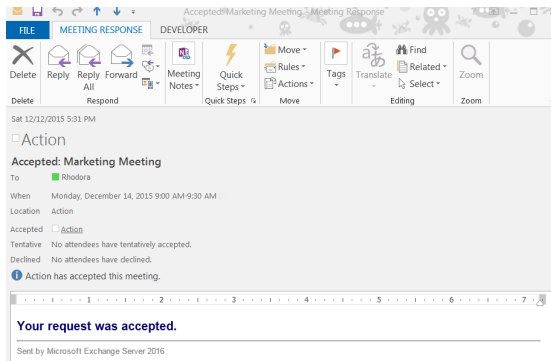 Accepted: Marketing Meeting - Meeting Response
FILE MEETING RESPONSE DEVELOPER
Delete Reply Reply All Forward Meeting Notes Quick Steps Move Rules Actions Tags Translate Find Related Select Zoom
Delete Respond Quick Steps Move Editing Zoom
Sat 12/12/2015 5:31 PM
Action
Accepted: Marketing Meeting
To Rhodora
When Monday, December 14, 2015 9:00 AM-9:30 AM
Location Action
Accepted Action
Tentative No attendees have tentatively accepted.
Declined No attendees have declined.
Action has accepted this meeting.
1 2 3 4 5 6 7
Your request was accepted.
Sent by Microsoft Exchange Server 2016